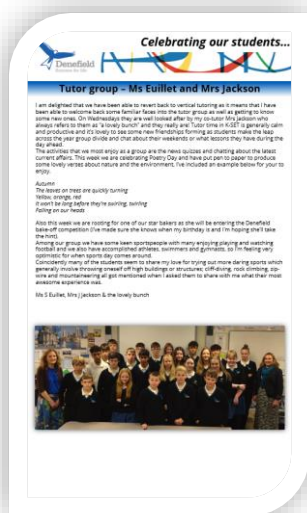 Celebrating our students...
Denefield
Tutor group – Ms Euillet and Mrs Jackson
I am delighted that we have been able to revert back to vertical tutoring as it means that I have
been able to welcome back some familiar faces into the tutor group as well as getting to know
some new ones. On Wednesdays they are well looked after by my co-tutor Mrs Jackson who
always refers to them as "a lovely bunch" and they really are! Tutor time in K-SET is generally calm
and productive and it's lovely to see some new friendships forming as students make the leap
across the year group divide and chat about their weekends or what lessons they have during the
day ahead.
The activities that we most enjoy as a group are the news quizzes and chatting about the latest
current affairs. This week we are celebrating Poetry Day and have put pen to paper to produce
some lovely verses about nature and the environment. I've included an example below for your to
enjoy.
Autumn
The leaves on trees are quickly turning
Yellow, orange, red
It won't be long before they're swirling, twirling
Falling on our heads
Also this week we are rooting for one of our star bakers as she will be entering the Denefield
bake-off competition (I've made sure she knows when my birthday is and I'm hoping she'll take
the hint).
Among our group we have some keen sportspeople with many enjoying playing and watching
football and we also have accomplished athletes, swimmers and gymnasts, so I'm feeling very
optimistic for when sports day comes around.
Coincidently many of the students seem to share my love for trying out more daring sports which
generally involve throwing oneself off high buildings or structures; cliff-diving, rock climbing, zip-
wire and mountaineering all got mentioned when I asked them to share with me what their most
awesome experience was.
Ms S Euillet, Mrs J Jackson & the lovely bunch